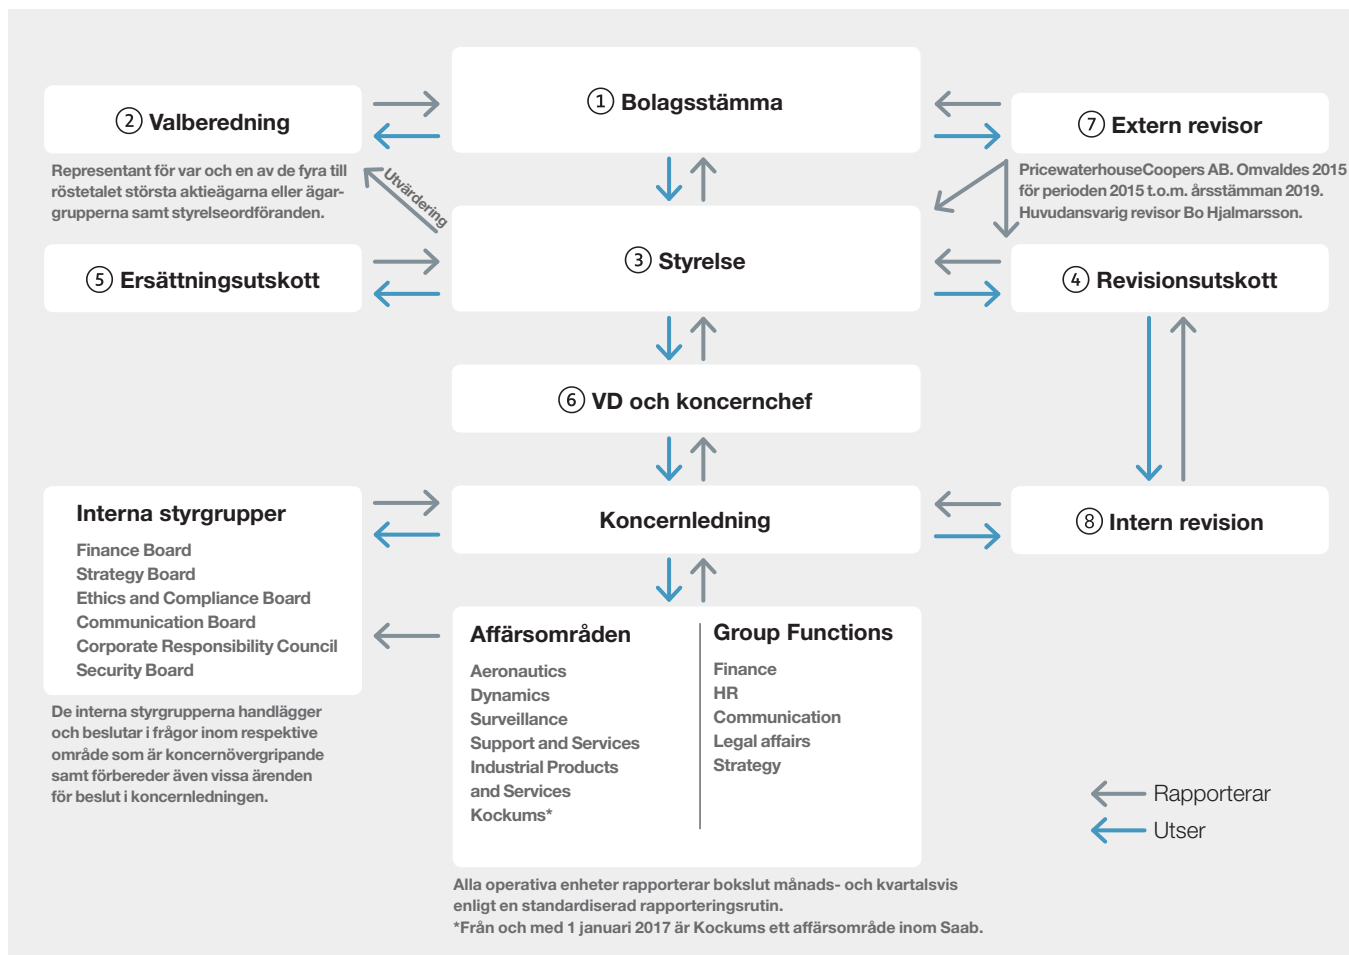 ① Bolagsstämma
② Valberedning
Representant för var och en av de fyra till
röstetalet största aktieägarna eller ägar-
grupperna samt styrelseordföranden.
Utvärdering
⑦ Extern revisor
PricewaterhouseCoopers AB. Omvaldes 2015
för perioden 2015 t.o.m. årsstämman 2019.
Huvudansvarig revisor Bo Hjalmarsson.
⑤ Ersättningsutskott
③ Styrelse
④ Revisionsutskott
⑥ VD och koncernchef
Interna styrgrupper
Finance Board
Strategy Board
Ethics and Compliance Board
Communication Board
Corporate Responsibility Council
Security Board
De interna styrgrupperna handlägger
och beslutar i frågor inom respektive
område som är koncernövergripande
samt förbereder även vissa ärenden
för beslut i koncernledningen.
Koncernledning
⑧ Intern revision
Affärsområden
Aeronautics
Dynamics
Surveillance
Support and Services
Industrial Products
and Services
Kockums*
Group Functions
Finance
HR
Communication
Legal affairs
Strategy
Rapporterar
Utser
Alla operativa enheter rapporterar bokslut månads- och kvartalsvis
enligt en standardiserad rapporteringsrutin.
*Från och med 1 januari 2017 är Kockums ett affärsområde inom Saab.